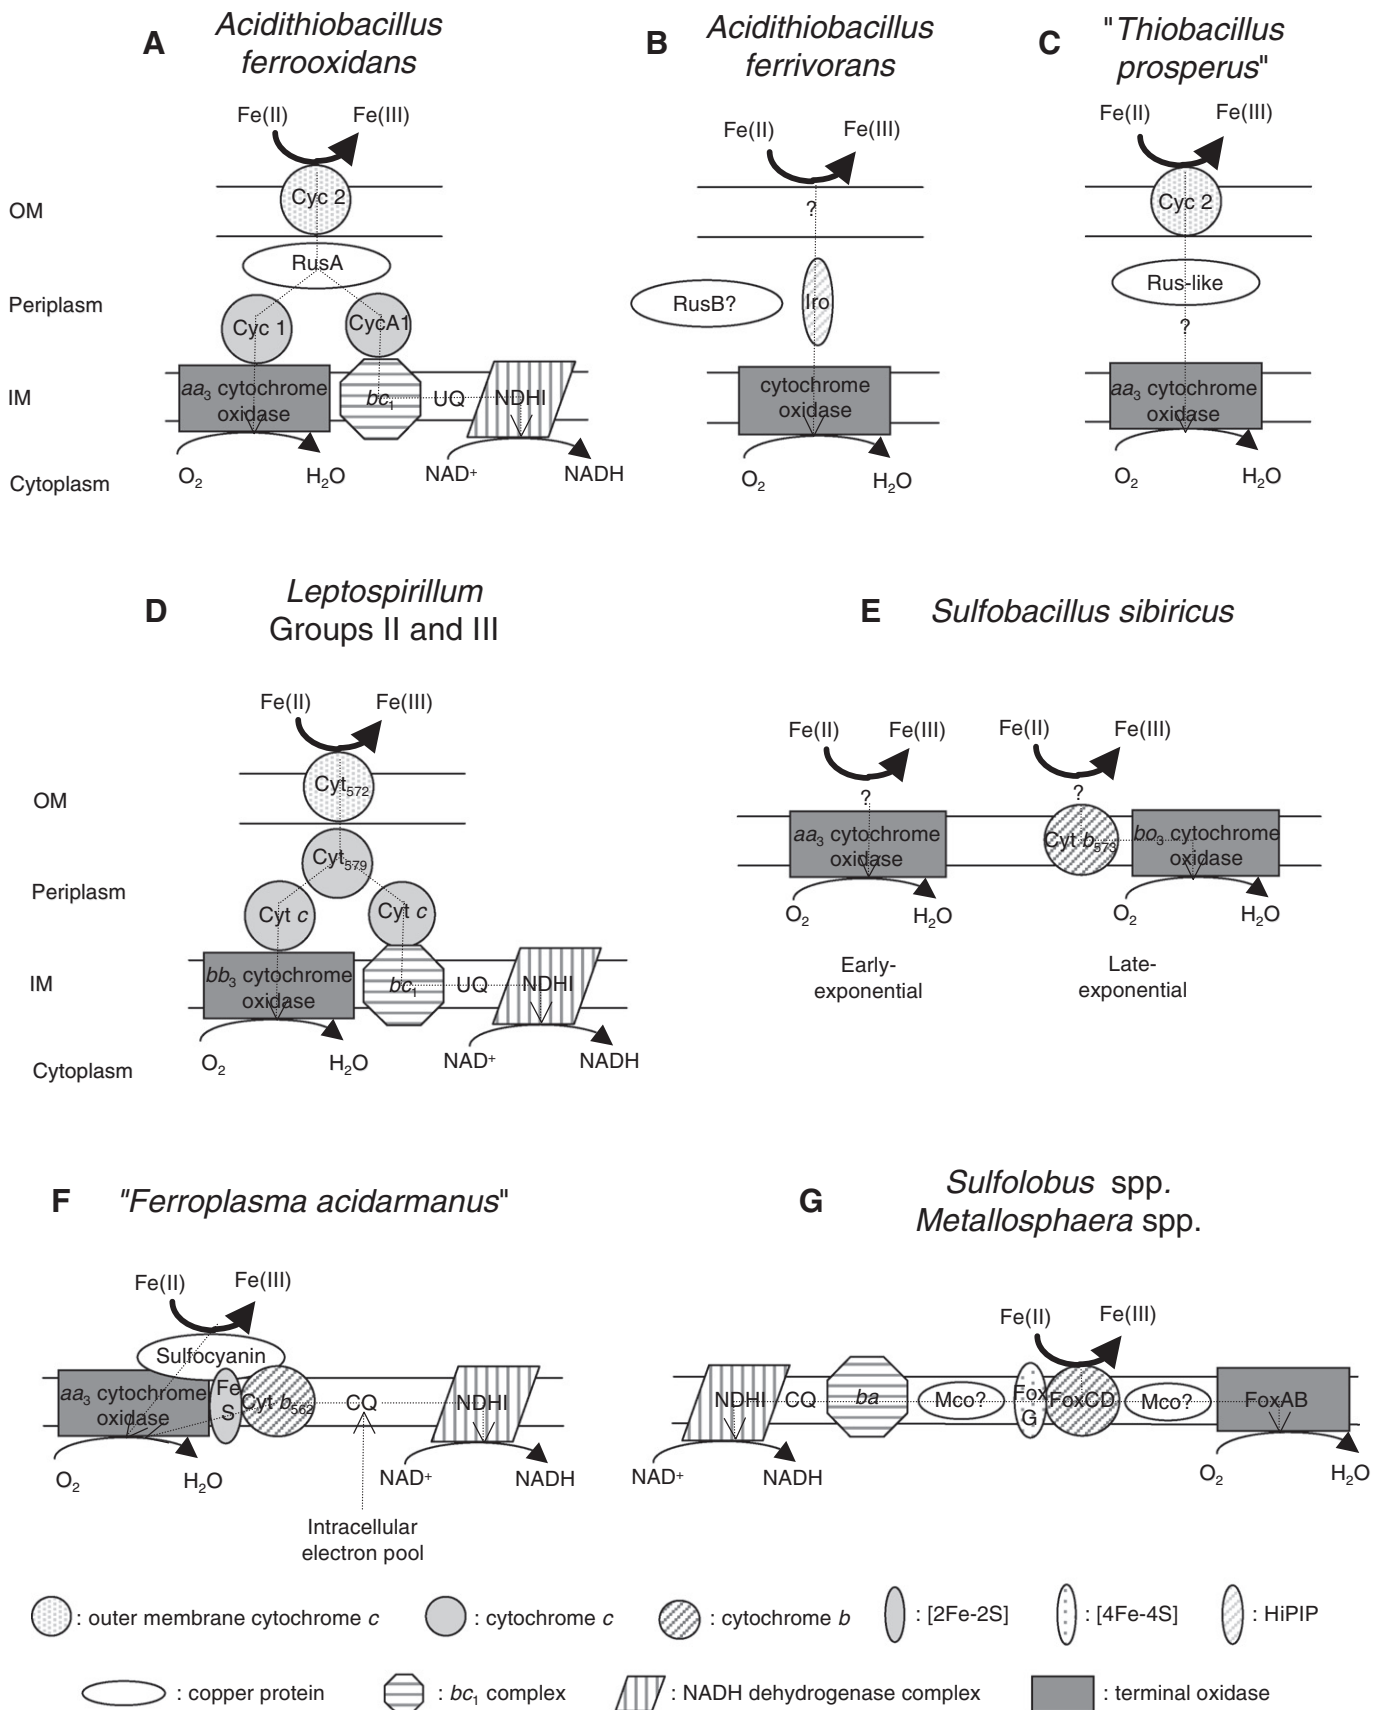 A
Acidithiobacillus
ferrooxidans
Fe(II)
Fe(III)
Cyc 2
OM
RusA
Periplasm
Cyc 1
CycA1
IM
aa3 cytochrome
oxidase
bc1
UQ
NDHI
O2
H2O
NAD+
NADH
Cytoplasm
B
Acidithiobacillus
ferrivorans
Fe(II)
Fe(III)
?
RusB?
Iro
cytochrome
oxidase
O2
H2O
C
"Thiobacillus
prosperus"
Fe(II)
Fe(III)
Cyc 2
Rus-like
?
aa3 cytochrome
oxidase
O2
H2O
D
Leptospirillum
Groups II and III
Fe(II)
Fe(III)
OM
Cyt572
Cyt579
Periplasm
Cyt c
Cyt c
IM
bb3 cytochrome
oxidase
bc1
UQ
NDHI
O2
H2O
NAD+
NADH
Cytoplasm
E
Sulfobacillus sibiricus
Fe(II)
Fe(III)
?
aa3 cytochrome
oxidase
O2
H2O
Early-
exponential
Fe(II)
Fe(III)
?
Cyt b573
bo3 cytochrome
oxidase
O2
H2O
Late-
exponential
F
"Ferroplasma acidarmanus"
Fe(II)
Fe(III)
Sulfocyanin
aa3 cytochrome
oxidase
Fe
S
Cyt b562
CQ
NDHI
O2
H2O
NAD+
NADH
Intracellular
electron pool
G
Sulfolobus spp.
Metallosphaera spp.
Fe(II)
Fe(III)
NDHI
CQ
ba
Mco?
Fox
G
FoxCD
Mco?
FoxAB
NAD+
NADH
O2
H2O
: outer membrane cytochrome c
: cytochrome c
: cytochrome b
: [2Fe-2S]
: [4Fe-4S]
: HiPIP
: copper protein
: bc1 complex
: NADH dehydrogenase complex
: terminal oxidase